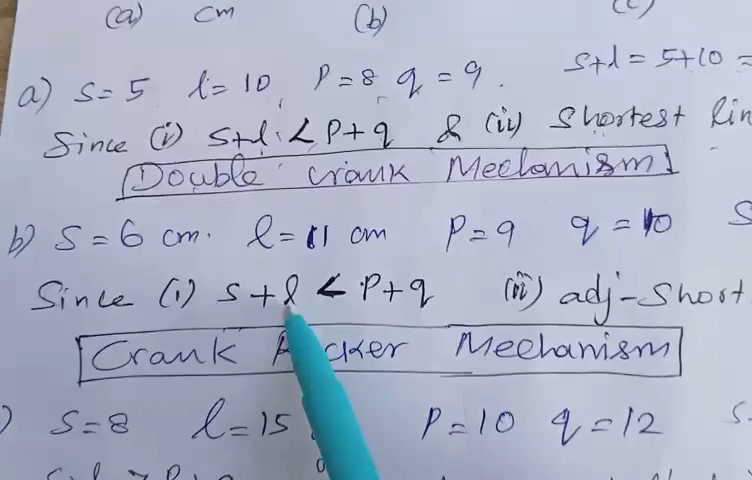 (a) cm (b) (c)
a) s=5 l=10, p=8 q=9. s+l=5+10=
Since (i) s+l < p+q & (ii) Shortest lin
Double crank Mechanism
b) s=6 cm. l=11 cm p=9 q=10 s
Since (i) s+l < p+q (ii) adj-short.
Crank Mechanism
) s=8 l=15 p=10 q=12 s-